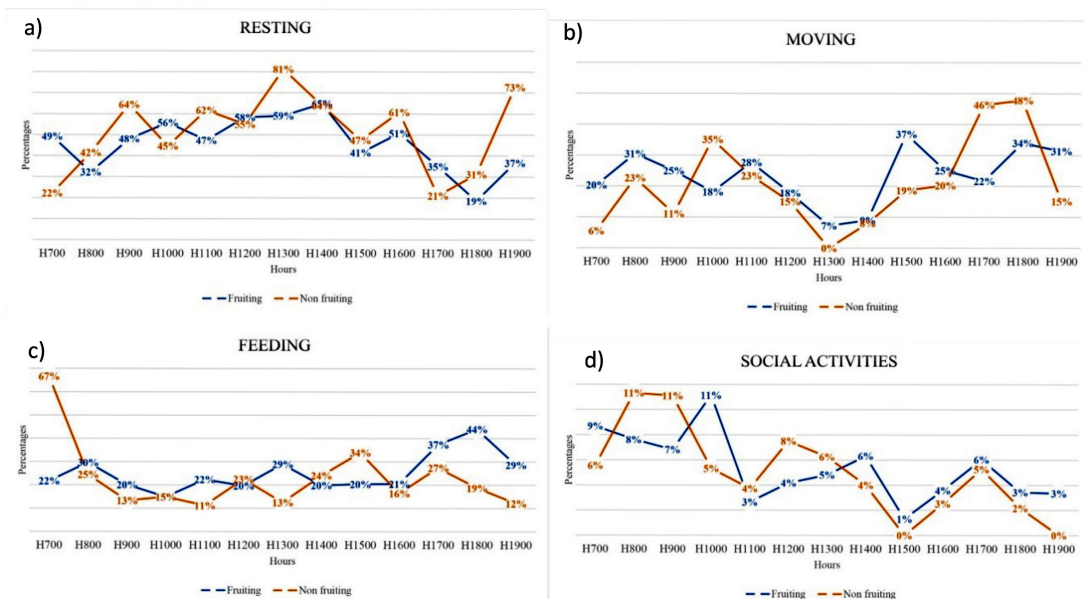 a)
RESTING
81%
73%
64%
62%
65%
61%
56%
58%
59%
64%
49%
48%
45%
47%
55%
47%
51%
42%
41%
32%
35%
31%
37%
22%
21%
19%
Percentages
H700 H800 H900 H1000 H1100 H1200 H1300 H1400 H1500 H1600 H1700 H1800 H1900
Hours
Fruiting Non fruiting
b)
MOVING
46% 48%
35% 37% 34%
31% 25% 28% 25% 31%
20% 23% 18% 23% 18% 19% 20% 22%
6% 11% 15% 7% 9% 15%
0% 8%
Percentages
H700 H800 H900 H1000 H1100 H1200 H1300 H1400 H1500 H1600 H1700 H1800 H1900
Hours
Fruiting Non fruiting
c)
FEEDING
67%
44%
34% 37%
30% 29% 27% 29%
22% 25% 20% 22% 23% 24% 20% 21% 19%
13% 15% 11% 20% 13% 20% 16% 12%
Percentages
H700 H800 H900 H1000 H1100 H1200 H1300 H1400 H1500 H1600 H1700 H1800 H1900
Hours
Fruiting Non fruiting
d)
SOCIAL ACTIVITIES
11% 11% 11%
9% 8% 7% 8%
6% 5% 4% 6% 6% 6%
3% 4% 5% 4% 4% 5%
1% 3% 3% 3%
0% 2% 0%
Percentages
H700 H800 H900 H1000 H1100 H1200 H1300 H1400 H1500 H1600 H1700 H1800 H1900
Hours
Fruiting Non fruiting